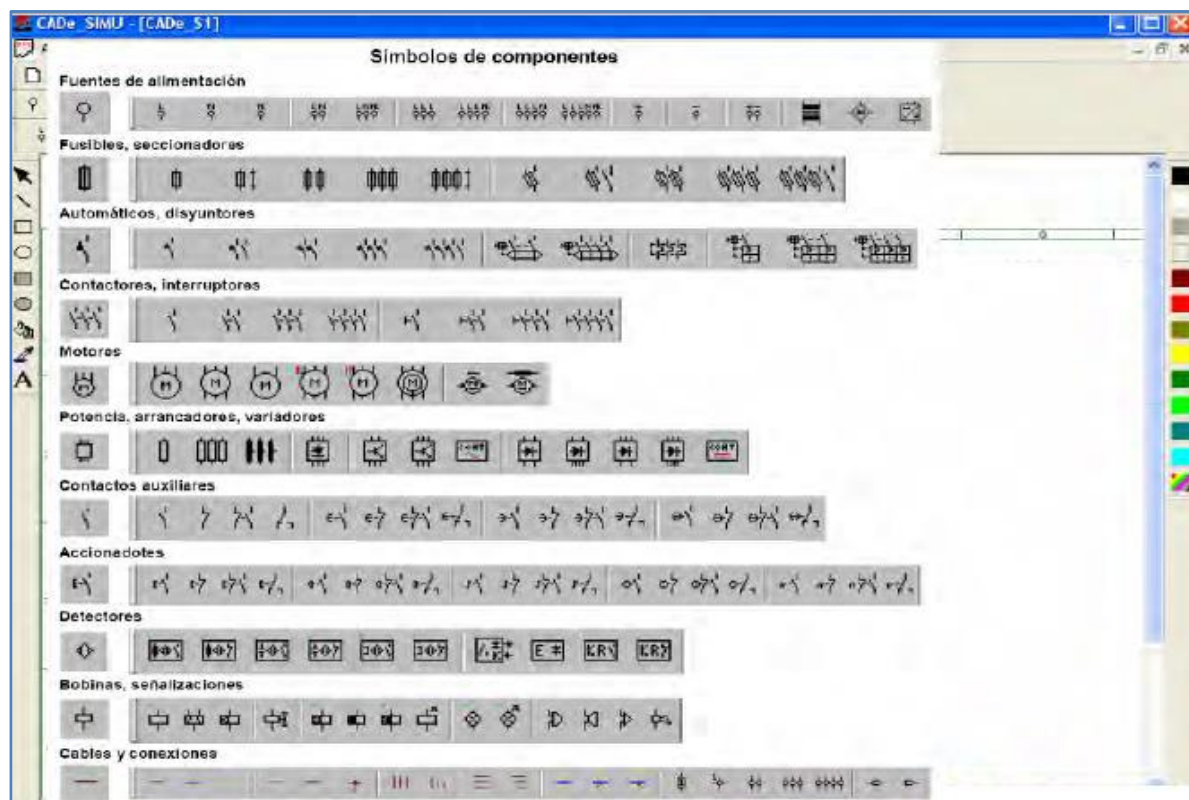 CADe_SIMU - [CADe_S1]
Símbolos de componentes
Fuentes de alimentación
Fusibles, seccionadores
Automáticos, disyuntores
Contactores, interruptores
Motores
Potencia, arrancadores, variadores
Contactos auxiliares
Accionadotes
Detectores
Bobinas, señalizaciones
Cables y conexiones
A